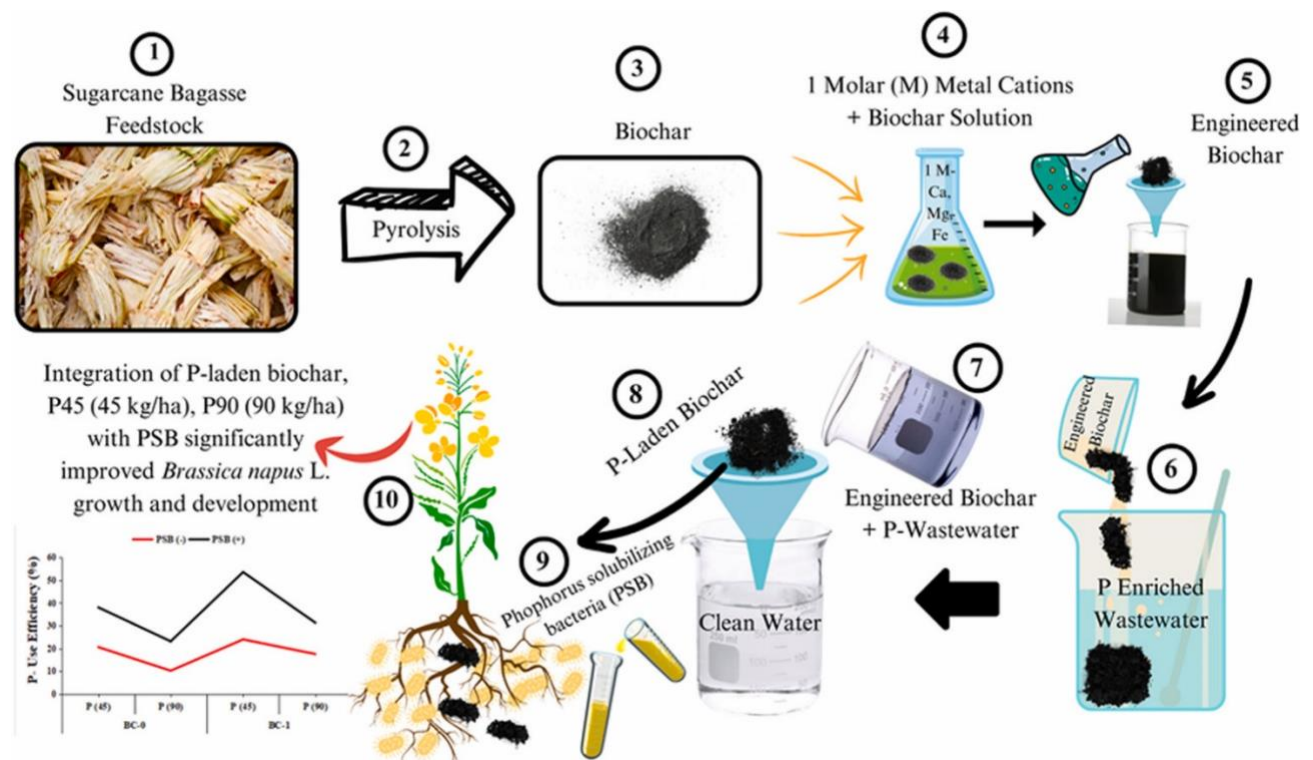 1
Sugarcane Bagasse
Feedstock
2
Pyrolysis
3
Biochar
4
1 Molar (M) Metal Cations
+ Biochar Solution
1 M-
Ca,
Mg,
Fe
5
Engineered
Biochar
Engineered
Biochar
6
P Enriched
Wastewater
7
Engineered Biochar
+ P-Wastewater
8
P-Laden Biochar
Clean Water
9
Phophorus solubilizing
bacteria (PSB)
10
Integration of P-laden biochar,
P45 (45 kg/ha), P90 (90 kg/ha)
with PSB significantly
improved Brassica napus L.
growth and development
PSB (-) PSB (+)
P- Use Efficiency (%)
60
50
40
30
20
10
0
P (45) P (90) P (45) P (90)
BC-0 BC-1